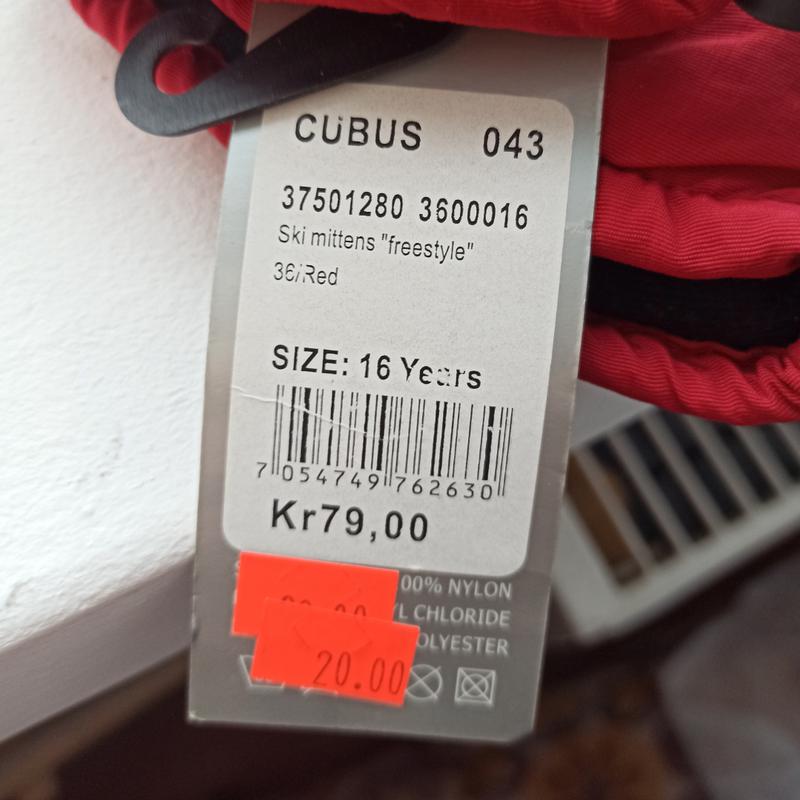 CUBUS 043
37501280 3600016
Ski mittens "freestyle"
36/Red
SIZE: 16 Years
7 054749 762630
Kr79,00
00% NYLON
YL CHLORIDE
OLYESTER
20.00